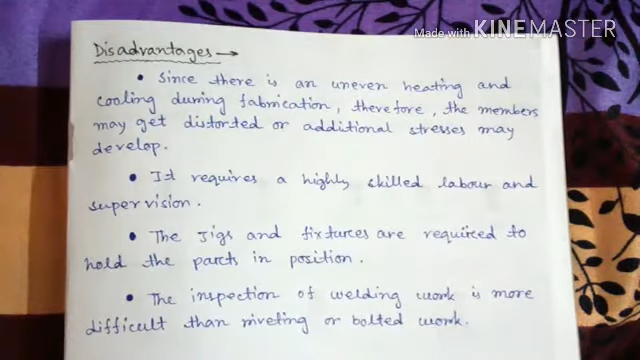 Made with KINEMASTER
Disadvantages →
• Since there is an uneven heating and
cooling during fabrication, therefore, the members
may get distorted or additional stresses may
develop.
• It requires a highly skilled labour and
supervision.
• The Jigs and fixtures are required to
hold the parts in position.
• The inspection of welding work is more
difficult than riveting or bolted work.